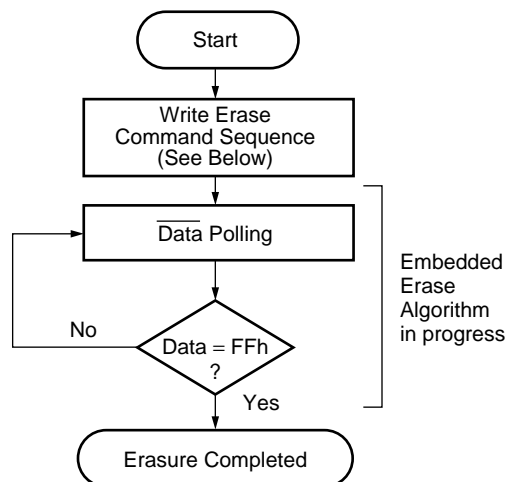 Start
Write Erase
Command Sequence
(See Below)
Data Polling
Embedded
Erase
Algorithm
in progress
No
Data = FFh
?
Yes
Erasure Completed